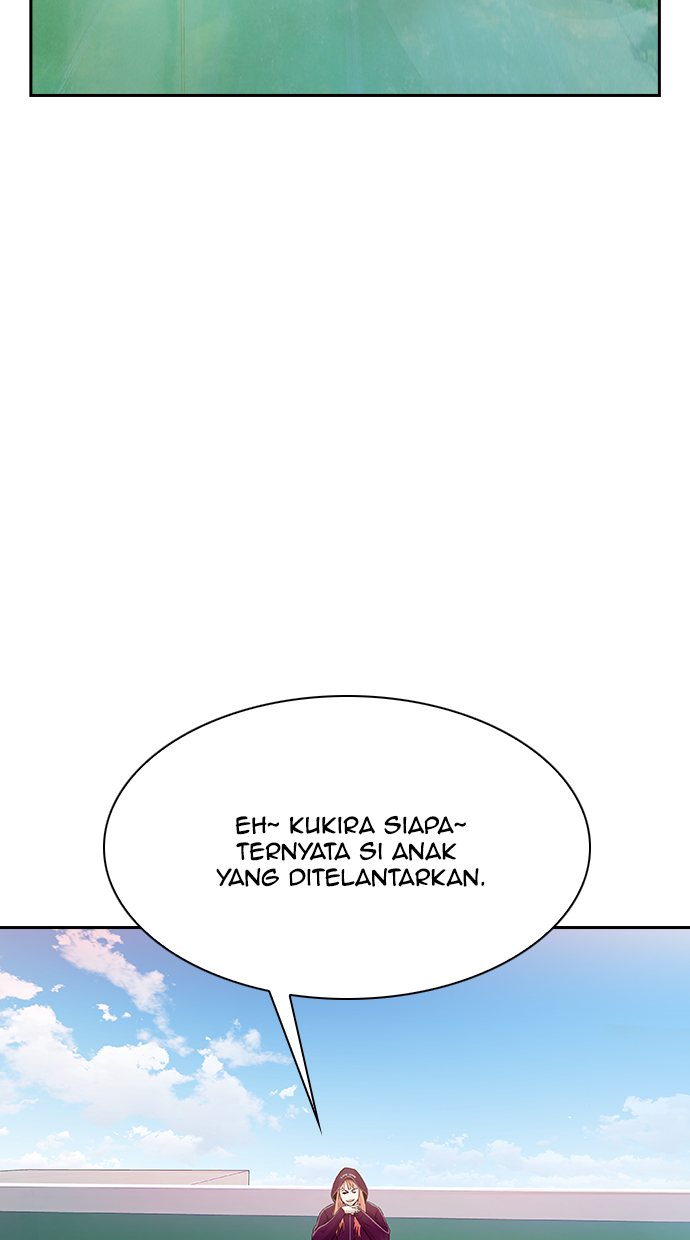 EH~ KUKIRA SIAPA~
TERNYATA SI ANAK
YANG DITELANTARKAN.